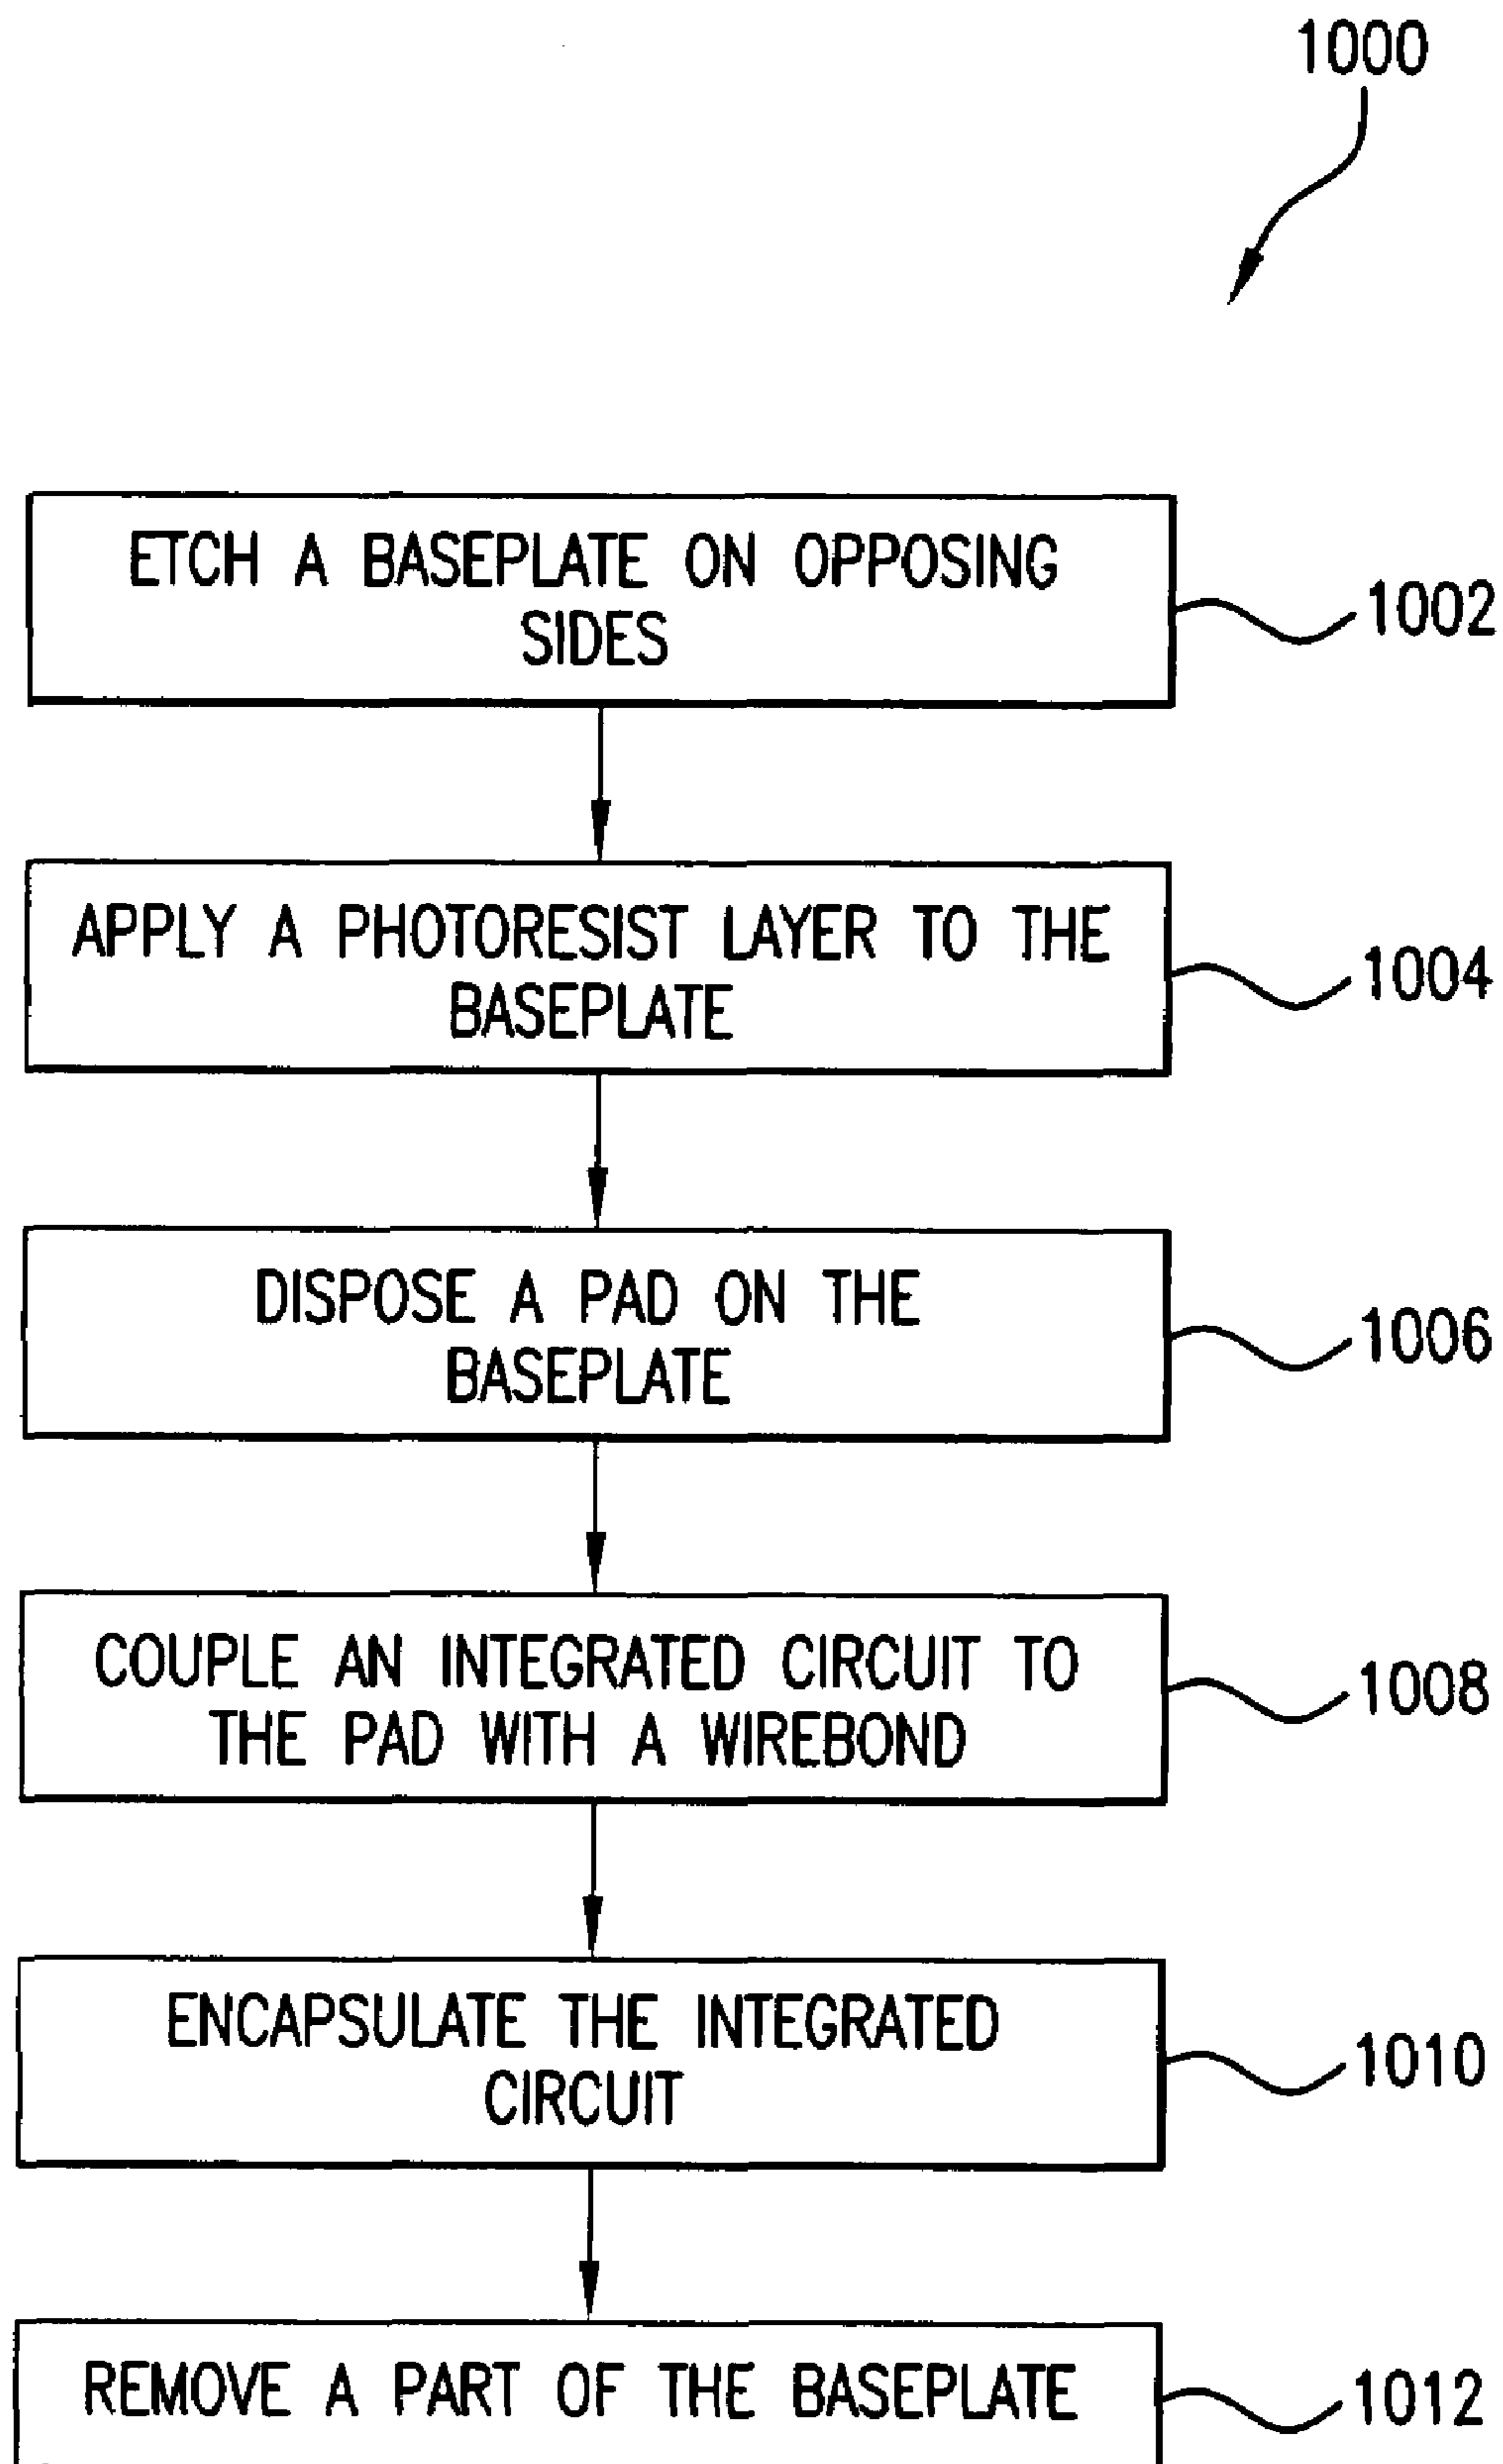 1000
ETCH A BASEPLATE ON OPPOSING
SIDES
1002
APPLY A PHOTORESIST LAYER TO THE
BASEPLATE
1004
DISPOSE A PAD ON THE
BASEPLATE
1006
COUPLE AN INTEGRATED CIRCUIT TO
THE PAD WITH A WIREBOND
1008
ENCAPSULATE THE INTEGRATED
CIRCUIT
1010
REMOVE A PART OF THE BASEPLATE
1012